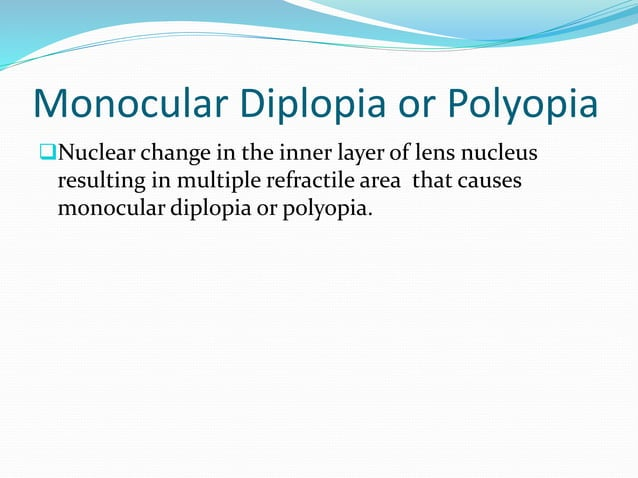 Monocular Diplopia or Polyopia
❑Nuclear change in the inner layer of lens nucleus
resulting in multiple refractile area  that causes
monocular diplopia or polyopia.